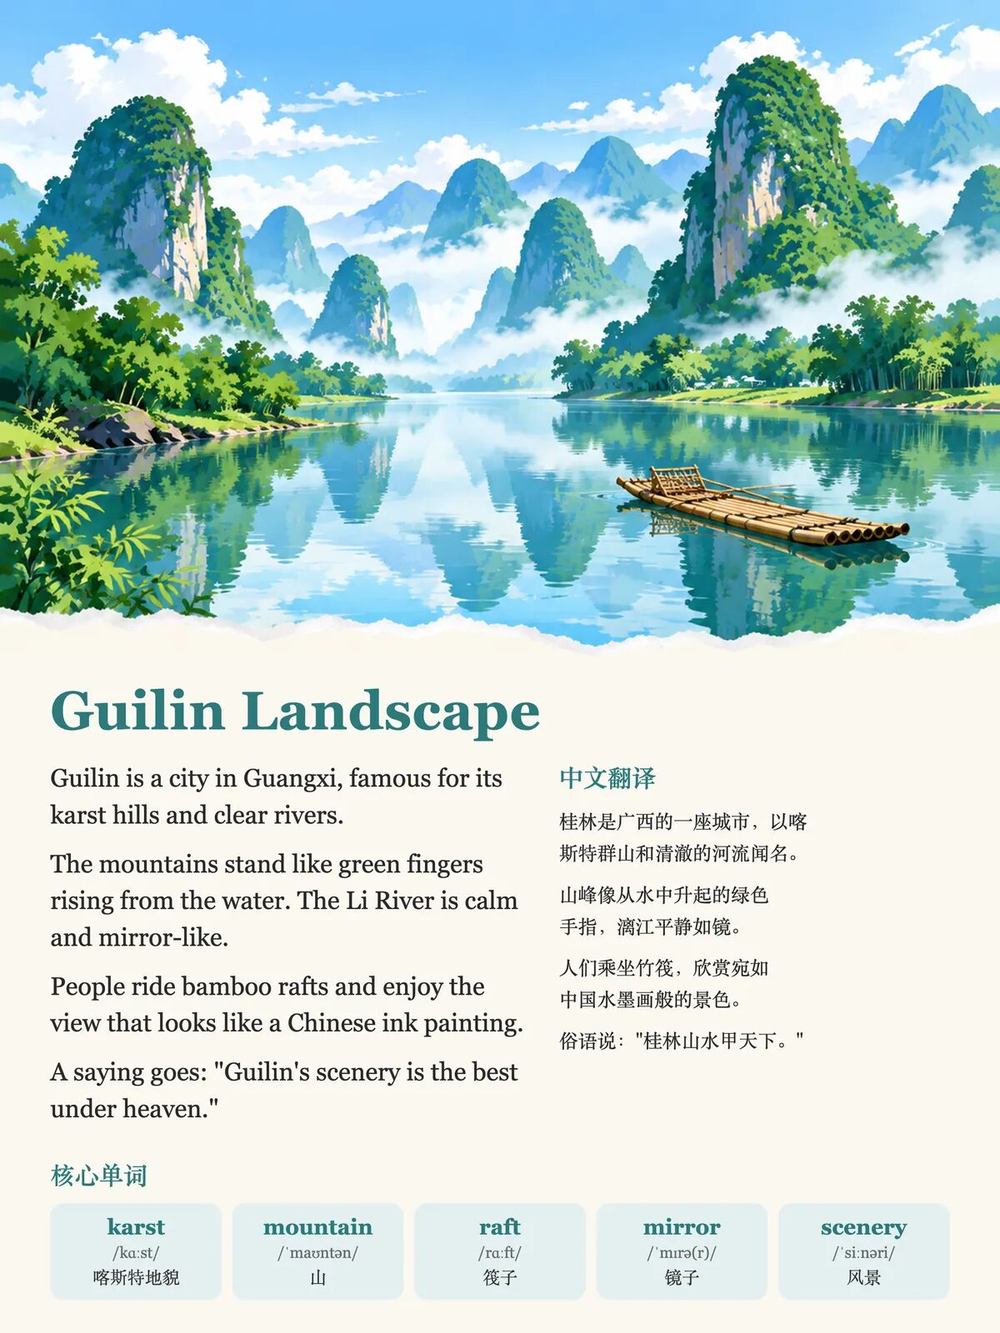 Guilin Landscape
Guilin is a city in Guangxi, famous for its
karst hills and clear rivers.
The mountains stand like green fingers
rising from the water. The Li River is calm
and mirror-like.
People ride bamboo rafts and enjoy the
view that looks like a Chinese ink painting.
A saying goes: "Guilin's scenery is the best
under heaven."
中文翻译
桂林是广西的一座城市，以喀
斯特群山和清澈的河流闻名。
山峰像从水中升起的绿色
手指，漓江平静如镜。
人们乘坐竹筏，欣赏宛如
中国水墨画般的景色。
俗语说："桂林山水甲天下。"
核心单词
karst
/kɑːst/
喀斯特地貌
mountain
/ˈmaʊntən/
山
raft
/rɑːft/
筏子
mirror
/ˈmɪrə(r)/
镜子
scenery
/ˈsiːnəri/
风景